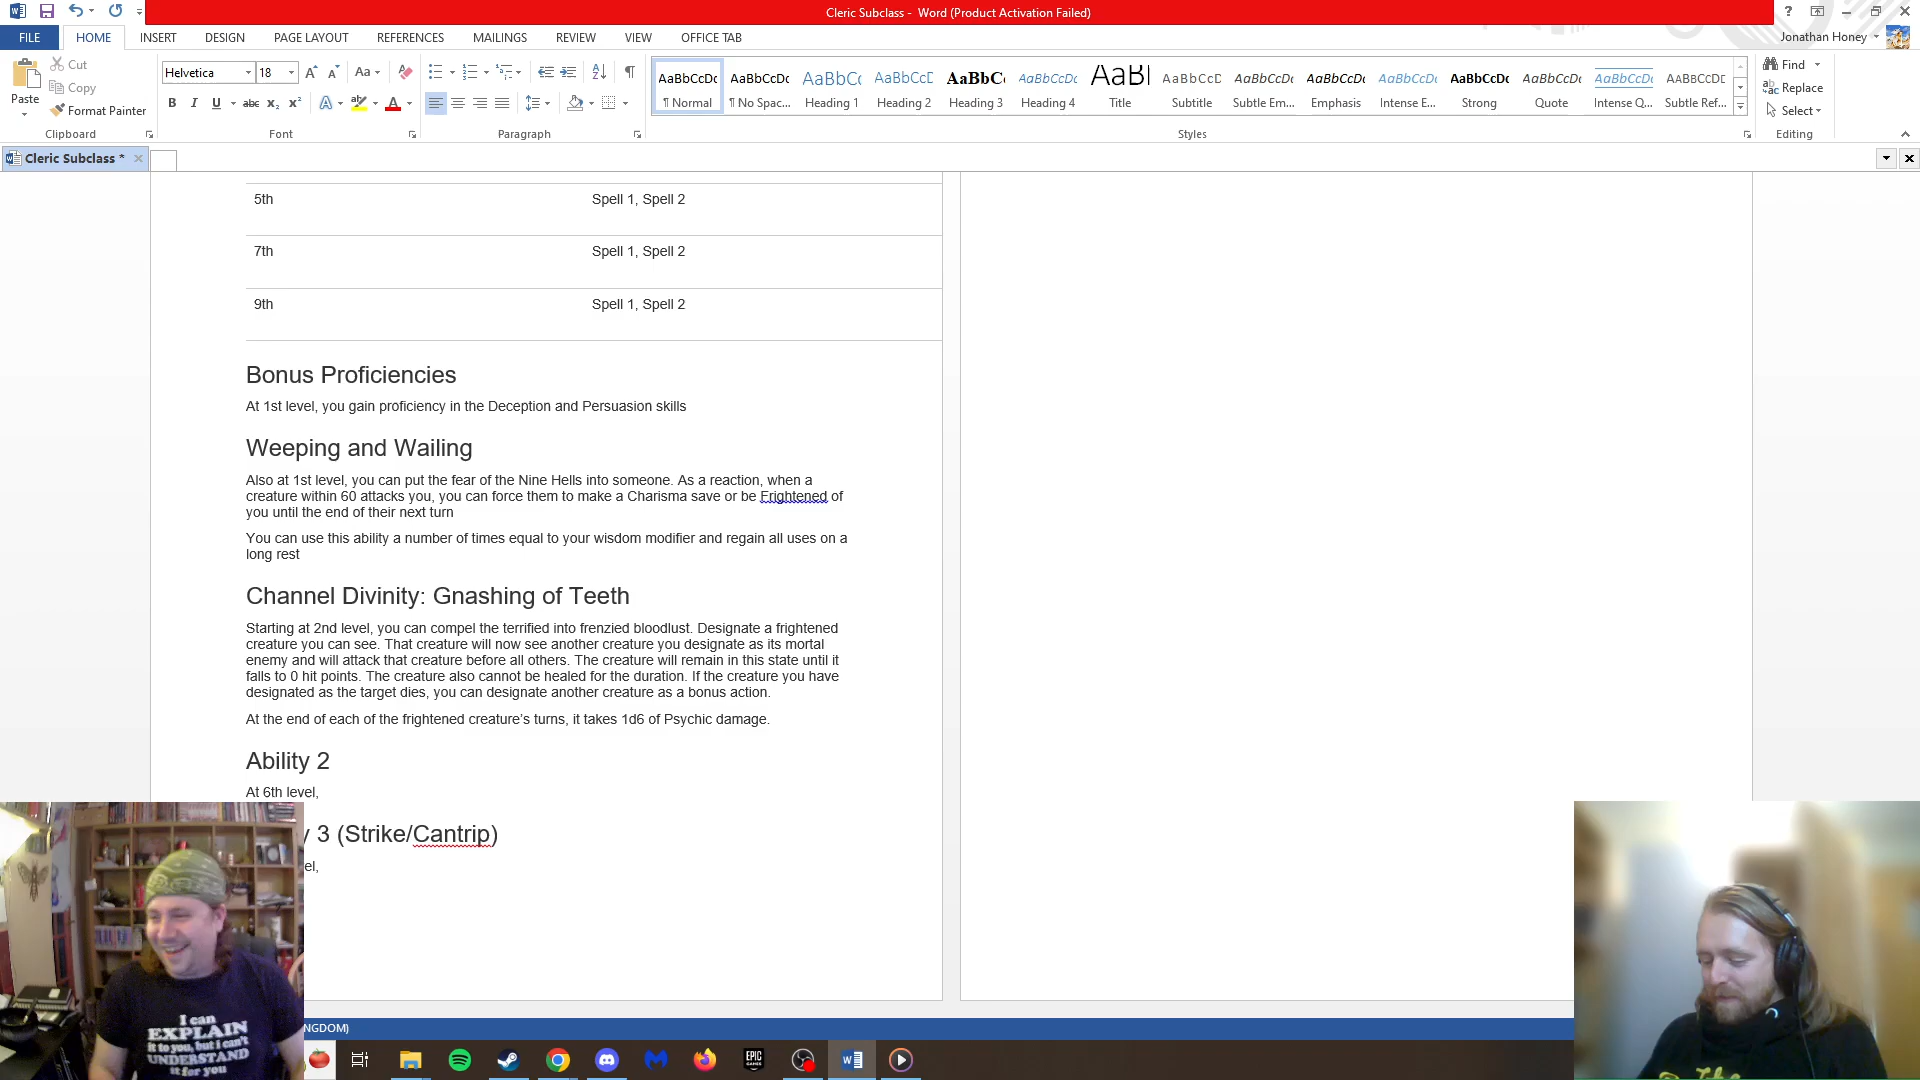 Cleric Subclass - Word (Product Activation Failed)
FILE HOME INSERT DESIGN PAGE LAYOUT REFERENCES MAILINGS REVIEW VIEW OFFICE TAB
Jonathan Honey
Paste
Cut
Copy
Format Painter
Clipboard
Helvetica 18
Font
Paragraph
AaBbCcDc AaBbCcDc AaBbCc AaBbCcD AaBbC AaBbCcDc AaBl AaBbCcD AaBbCcDc AaBbCcDc AaBbCcDc AaBbCcDc AaBbCcDc AaBbCcDc AABBCCDE
¶ Normal ¶ No Spac... Heading 1 Heading 2 Heading 3 Heading 4 Title Subtitle Subtle Em... Emphasis Intense E... Strong Quote Intense Q... Subtle Ref...
Styles
Find
Replace
Select
Editing
Cleric Subclass *
5th Spell 1, Spell 2
7th Spell 1, Spell 2
9th Spell 1, Spell 2
Bonus Proficiencies
At 1st level, you gain proficiency in the Deception and Persuasion skills
Weeping and Wailing
Also at 1st level, you can put the fear of the Nine Hells into someone. As a reaction, when a
creature within 60 attacks you, you can force them to make a Charisma save or be Frightened of
you until the end of their next turn
You can use this ability a number of times equal to your wisdom modifier and regain all uses on a
long rest
Channel Divinity: Gnashing of Teeth
Starting at 2nd level, you can compel the terrified into frenzied bloodlust. Designate a frightened
creature you can see. That creature will now see another creature you designate as its mortal
enemy and will attack that creature before all others. The creature will remain in this state until it
falls to 0 hit points. The creature also cannot be healed for the duration. If the creature you have
designated as the target dies, you can designate another creature as a bonus action.
At the end of each of the frightened creature’s turns, it takes 1d6 of Psychic damage.
Ability 2
At 6th level,
y 3 (Strike/Cantrip)
el,
I can
EXPLAIN
it to you, but i can't
UNDERSTAND
it for you
NGDOM)
EPIC
GAMES